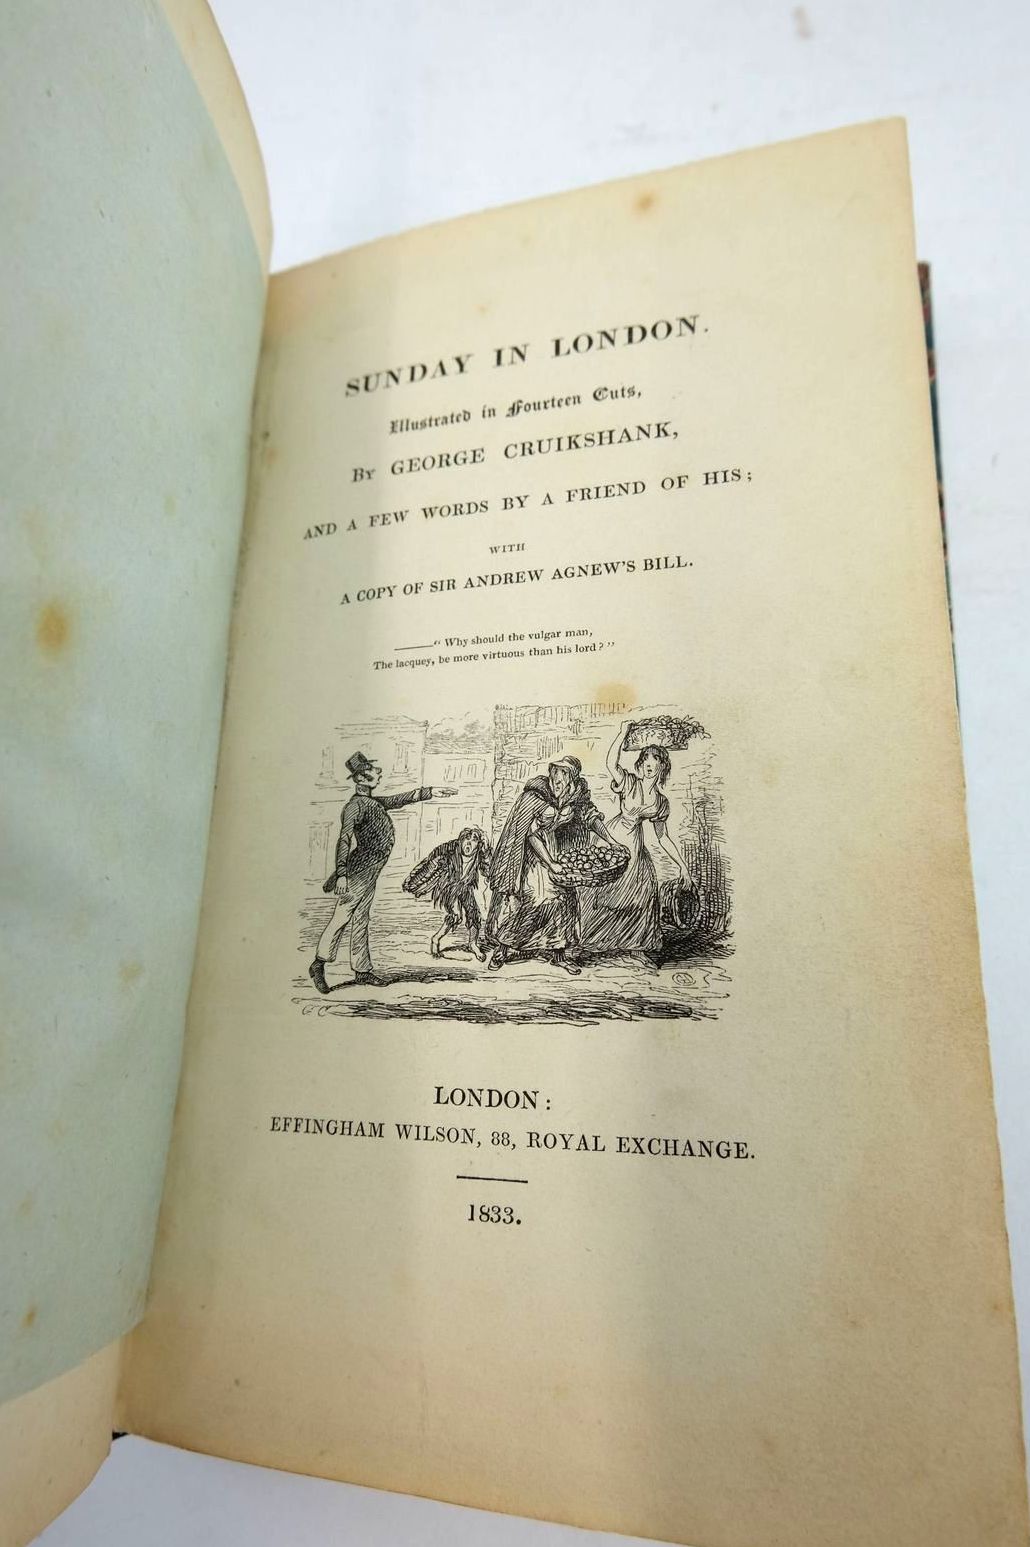 SUNDAY IN LONDON.
Illustrated in Fourteen Cuts,
BY GEORGE CRUIKSHANK,
AND A FEW WORDS BY A FRIEND OF HIS;
WITH
A COPY OF SIR ANDREW AGNEW'S BILL.
——“ Why should the vulgar man,
The lacquey, be more virtuous than his lord? ”
G C
LONDON:
EFFINGHAM WILSON, 88, ROYAL EXCHANGE.
1833.